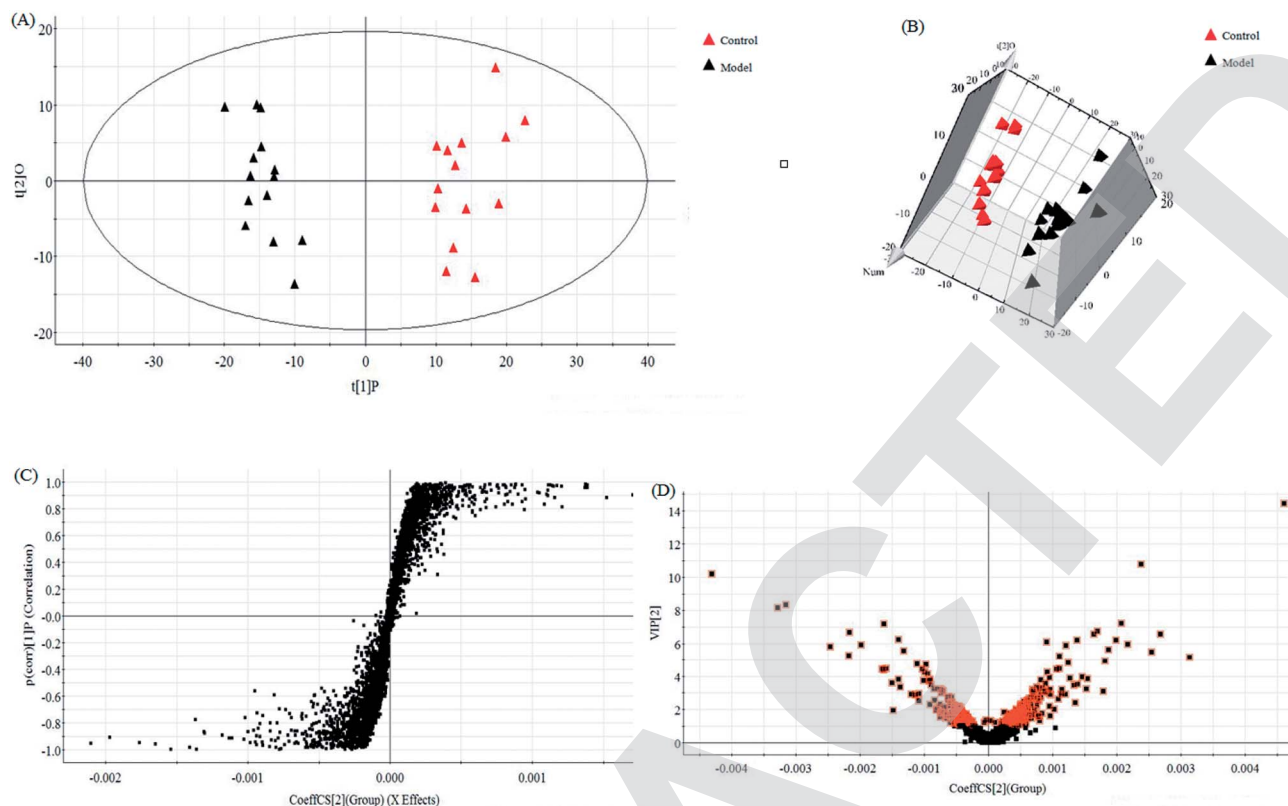 (A)
20
10
0
-10
-20
t[2]O
-40 -30 -20 -10 0 10 20 30 40
t[1]P
Control
Model
(B)
Control
Model
t[2]O
Num
(C)
1.0
0.8
0.6
0.4
0.2
-0.0
-0.2
-0.4
-0.6
-0.8
-1.0
p(corr)[1]P (Correlation)
-0.002 -0.001 0.000 0.001
CoeffCS[2](Group) (X Effects)
(D)
14
12
10
8
6
4
2
0
VIP[2]
-0.004 -0.003 -0.002 -0.001 0.000 0.001 0.002 0.003 0.004
CoeffCS[2](Group)